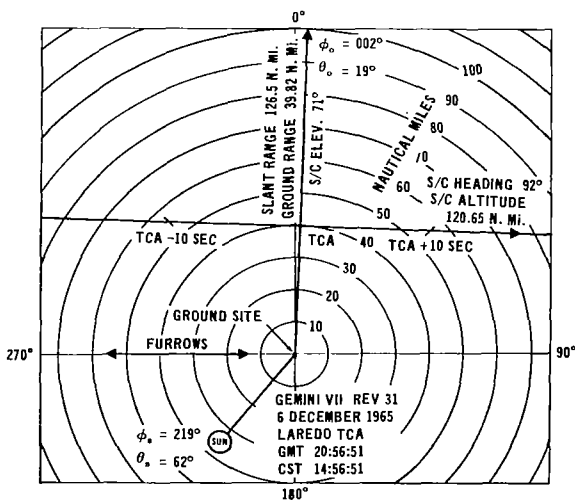 0°
SLANT RANGE 126.5 N. MI.
GROUND RANGE 39.82 N. MI.
S/C ELEV. 71°
ϕₒ = 002°
θₒ = 19°
100
90
80
70
60
50
40
30
20
10
NAUTICAL MILES
S/C HEADING 92°
S/C ALTITUDE
120.65 N. Mi.
TCA -10 SEC
TCA
TCA +10 SEC
GROUND SITE
FURROWS
270°
90°
GEMINI VII REV 31
6 DECEMBER 1965
LAREDO TCA
GMT 20:56:51
CST 14:56:51
SUN
ϕₛ = 219°
θₛ = 62°
180°